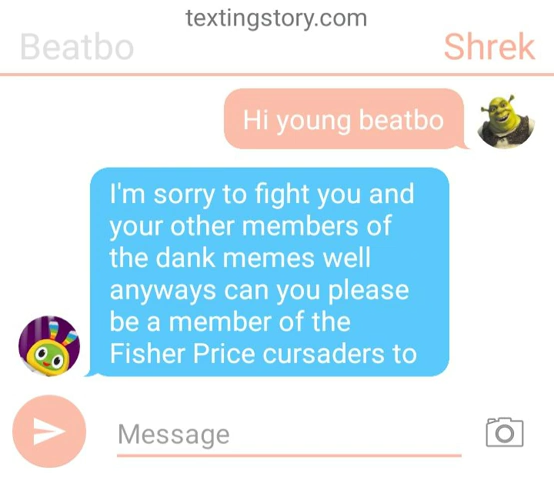 textingstory.com
Beatbo
Shrek
Hi young beatbo
I'm sorry to fight you and
your other members of
the dank memes well
anyways can you please
be a member of the
Fisher Price cursaders to
Message